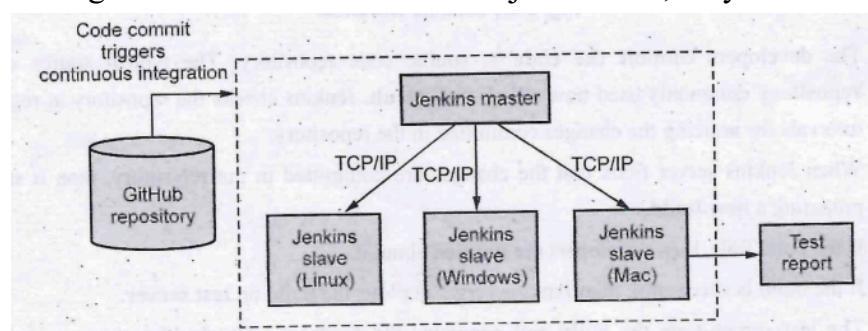 Code commit
triggers
continuous integration
Jenkins master
TCP/IP
TCP/IP
TCP/IP
GitHub
repository
Jenkins
slave
(Linux)
Jenkins
slave
(Windows)
Jenkins
slave
(Mac)
Test
report